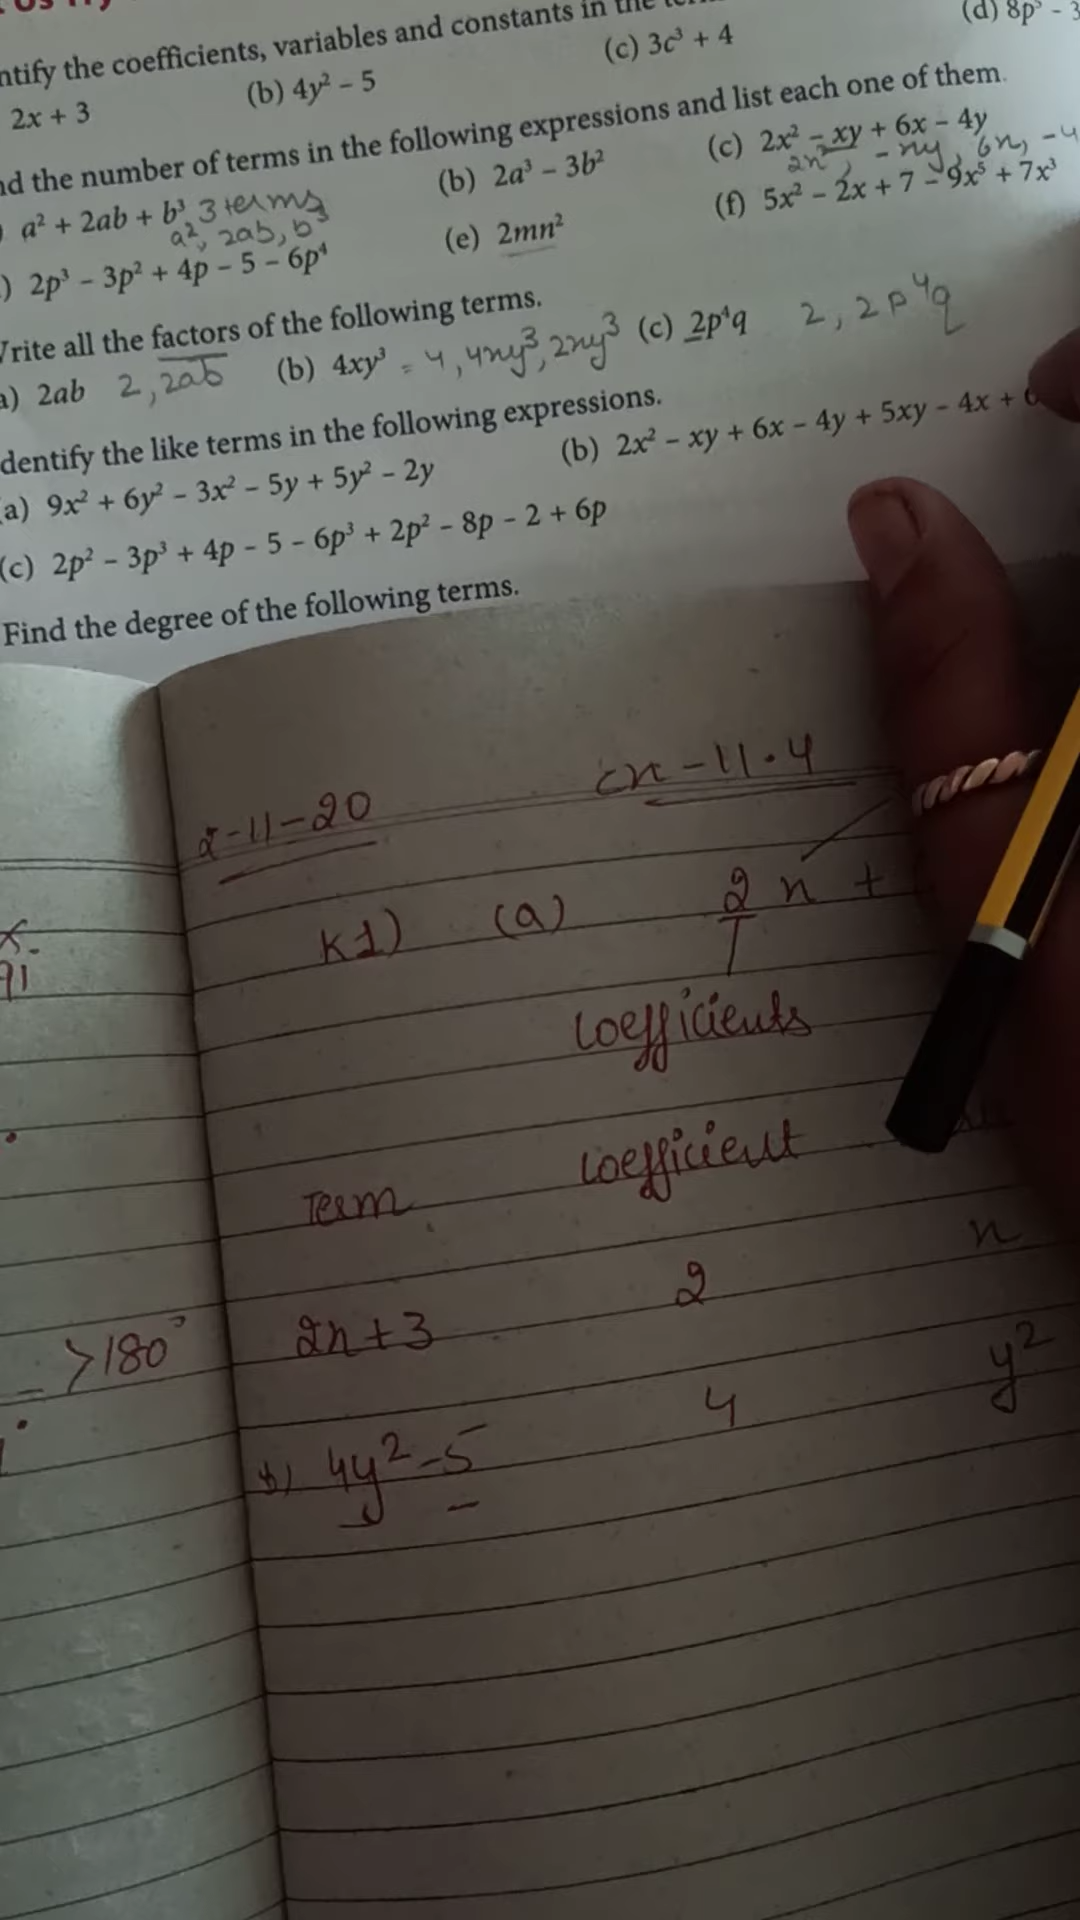 the coefficients, variables and constants in the
2x + 3 (b) 4y² – 5 (c) 3c³ + 4 (d) 8p³ –
the number of terms in the following expressions and list each one of them.
a² + 2ab + b³ 3 terms (b) 2a³ – 3b² (c) 2x² – xy + 6x – 4y
a², 2ab, b³ 2x², -xy, 6x, -4
2p³ – 3p² + 4p – 5 – 6p⁴ (e) 2mn² (f) 5x² – 2x + 7 – 9x⁵ + 7x³
all the factors of the following terms.
2ab 2, 2ab (b) 4xy³ = 4, 4xy³, 2xy³ (c) 2p⁴q 2, 2p⁴q
the like terms in the following expressions.
(a) 9x² + 6y² – 3x² – 5y + 5y² – 2y (b) 2x² – xy + 6x – 4y + 5xy – 4x +
(c) 2p² – 3p³ + 4p – 5 – 6p³ + 2p² – 8p – 2 + 6p
Find the degree of the following terms.
-11-20 -11.4
(a) 2x +
coefficients
Term coefficient
2x+3 2 x
b) 4y²-5 4 y²
>180°